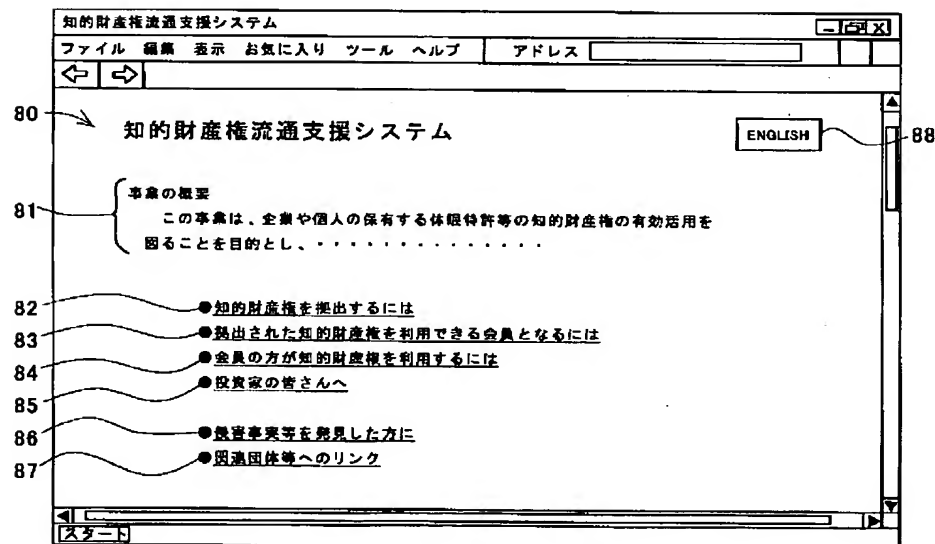 知的財産権流通支援システム
ファイル 編集 表示 お気に入り ツール ヘルプ アドレス
80 知的財産権流通支援システム ENGLISH 88
81 事業の概要
この事業は、企業や個人の保有する休眠特許等の知的財産権の有効活用を
図ることを目的とし、・・・・・・・・・・・・・・
82 ●知的財産権を拠出するには
83 ●拠出された知的財産権を利用できる会員となるには
84 ●会員の方が知的財産権を利用するには
85 ●投資家の皆さんへ
86 ●侵害事実等を発見した方に
87 ●関連団体等へのリンク
スタート